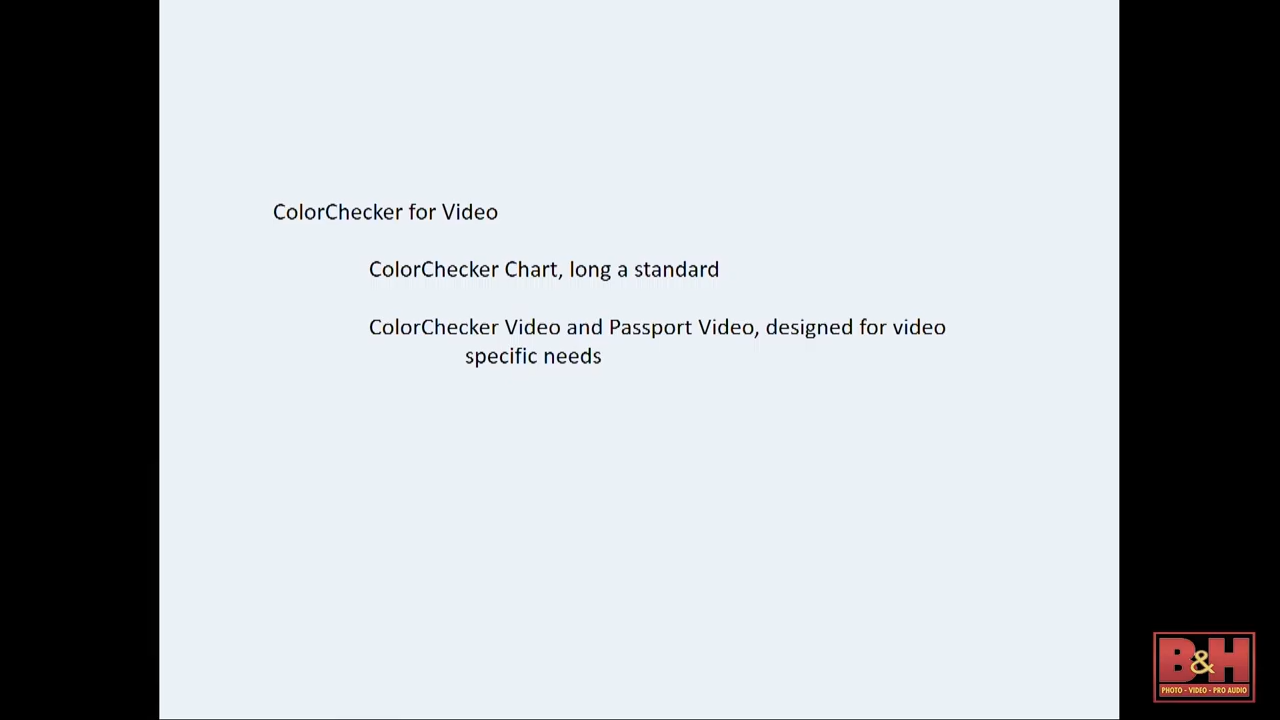 ColorChecker for Video
ColorChecker Chart, long a standard
ColorChecker Video and Passport Video, designed for video
specific needs
B&H
PHOTO - VIDEO - PRO AUDIO